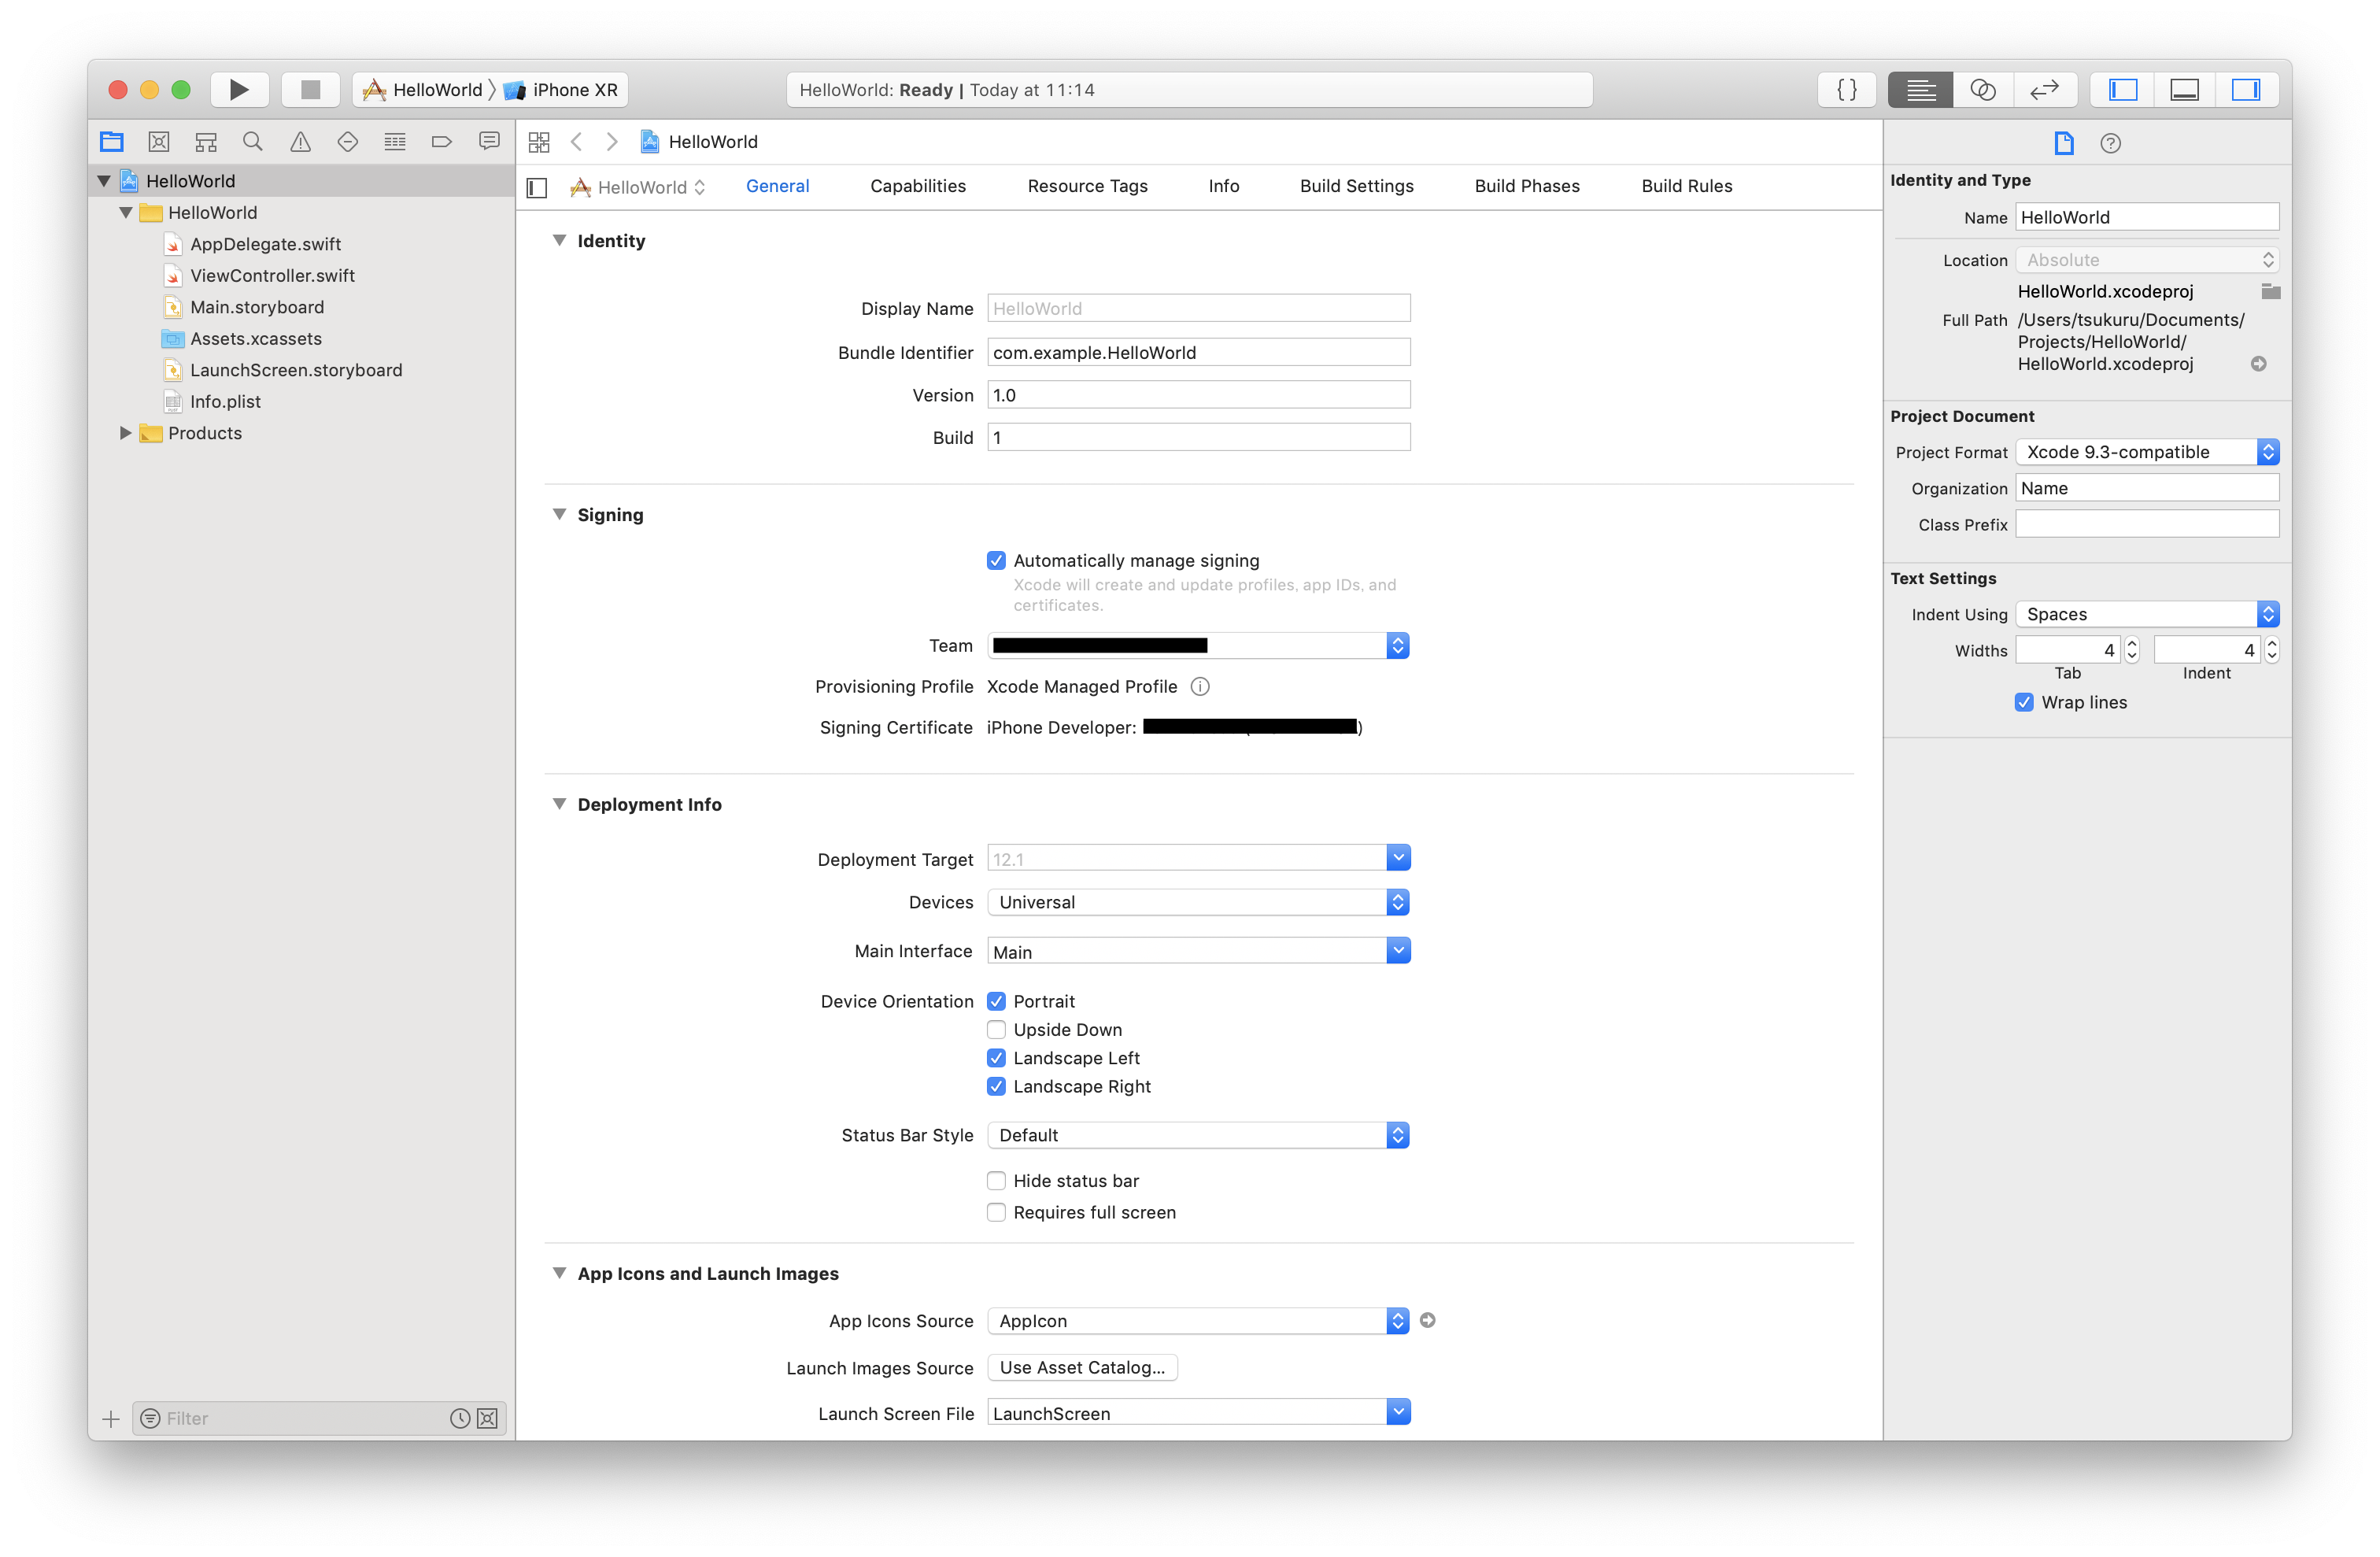 HelloWorld
iPhone XR
HelloWorld: Ready | Today at 11:14
HelloWorld
HelloWorld
AppDelegate.swift
ViewController.swift
Main.storyboard
Assets.xcassets
LaunchScreen.storyboard
Info.plist
Products
Filter
HelloWorld
HelloWorld
General
Capabilities
Resource Tags
Info
Build Settings
Build Phases
Build Rules
Identity
Display Name HelloWorld
Bundle Identifier com.example.HelloWorld
Version 1.0
Build 1
Signing
Automatically manage signing
Xcode will create and update profiles, app IDs, and
certificates.
Team
Provisioning Profile Xcode Managed Profile
Signing Certificate iPhone Developer: )
Deployment Info
Deployment Target 12.1
Devices Universal
Main Interface Main
Device Orientation Portrait
Upside Down
Landscape Left
Landscape Right
Status Bar Style Default
Hide status bar
Requires full screen
App Icons and Launch Images
App Icons Source AppIcon
Launch Images Source Use Asset Catalog...
Launch Screen File LaunchScreen
Identity and Type
Name HelloWorld
Location Absolute
HelloWorld.xcodeproj
Full Path /Users/tsukuru/Documents/
Projects/HelloWorld/
HelloWorld.xcodeproj
Project Document
Project Format Xcode 9.3-compatible
Organization Name
Class Prefix
Text Settings
Indent Using Spaces
Widths 4 4
Tab Indent
Wrap lines